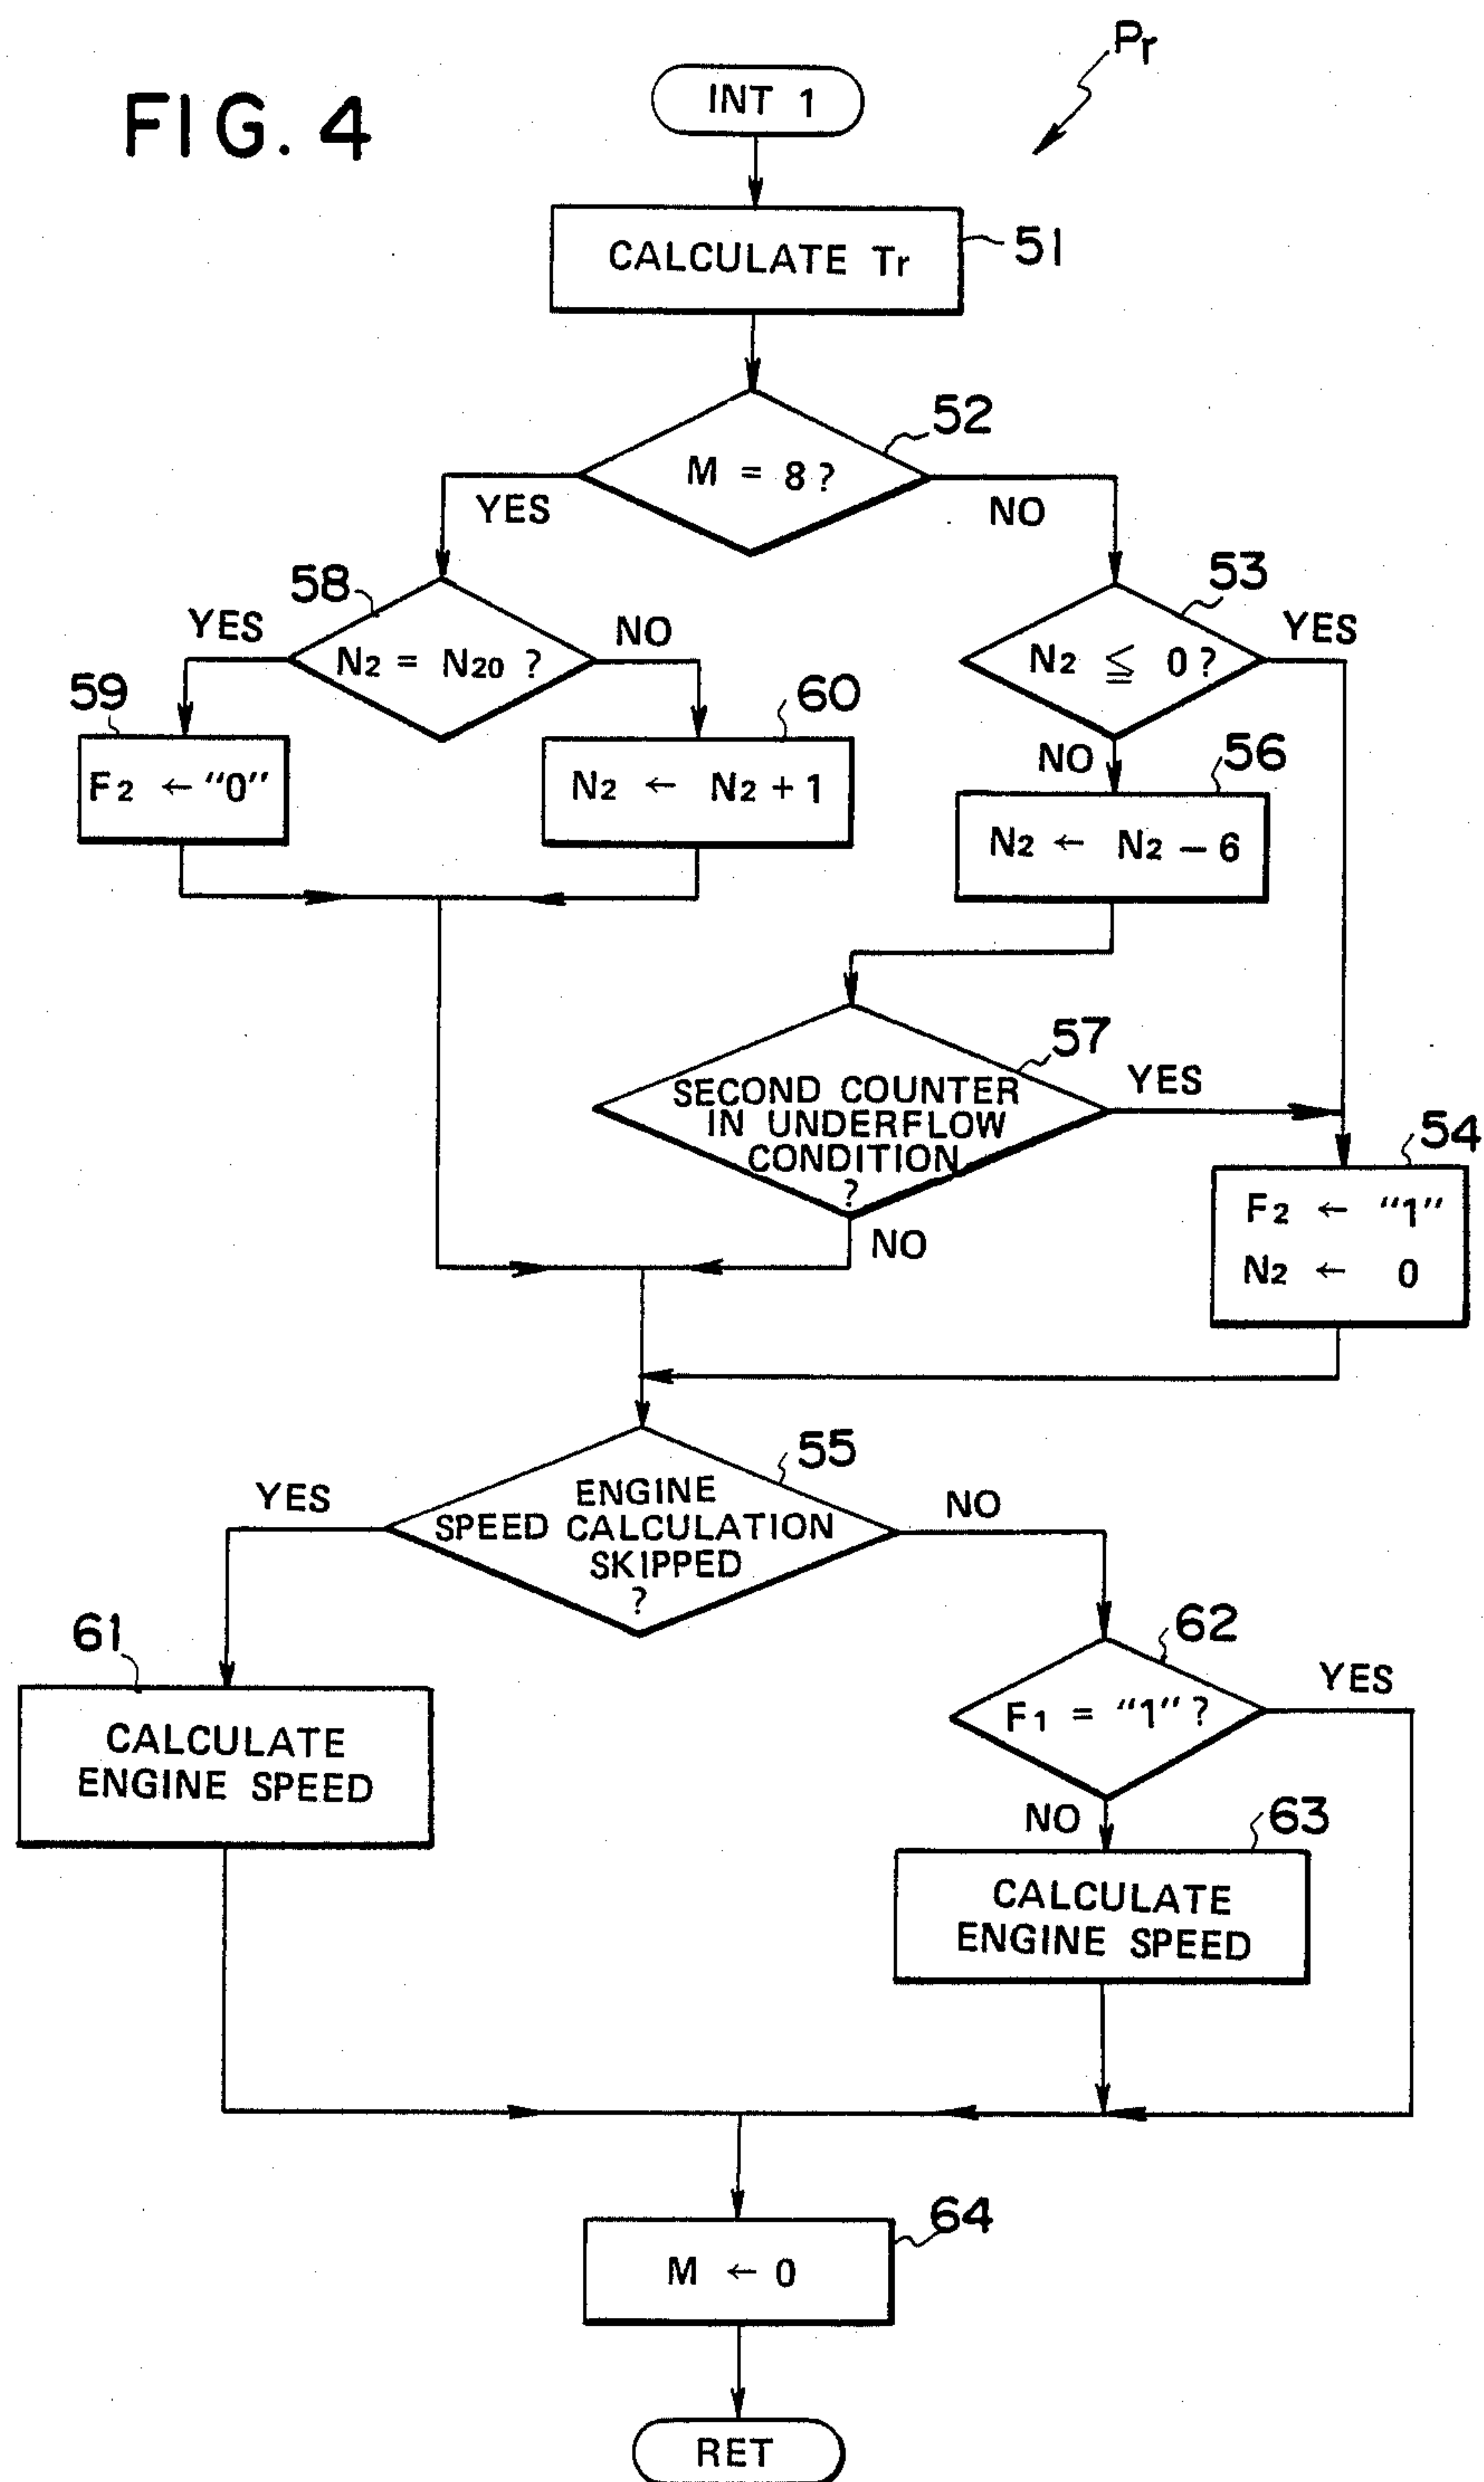 Pr
FIG. 4
INT 1
CALCULATE Tr
51
52
M = 8 ?
YES
NO
58
53
YES
N2 = N20 ?
NO
N2 ≦ 0 ?
YES
59
60
F2 ← "0"
N2 ← N2 + 1
NO
56
N2 ← N2 – 6
57
SECOND COUNTER
IN UNDERFLOW
CONDITION
?
YES
NO
54
F2 ← "1"
N2 ← 0
55
YES
ENGINE
SPEED CALCULATION
SKIPPED
?
NO
61
62
CALCULATE
ENGINE SPEED
F1 = "1" ?
YES
NO
63
CALCULATE
ENGINE SPEED
64
M ← 0
RET